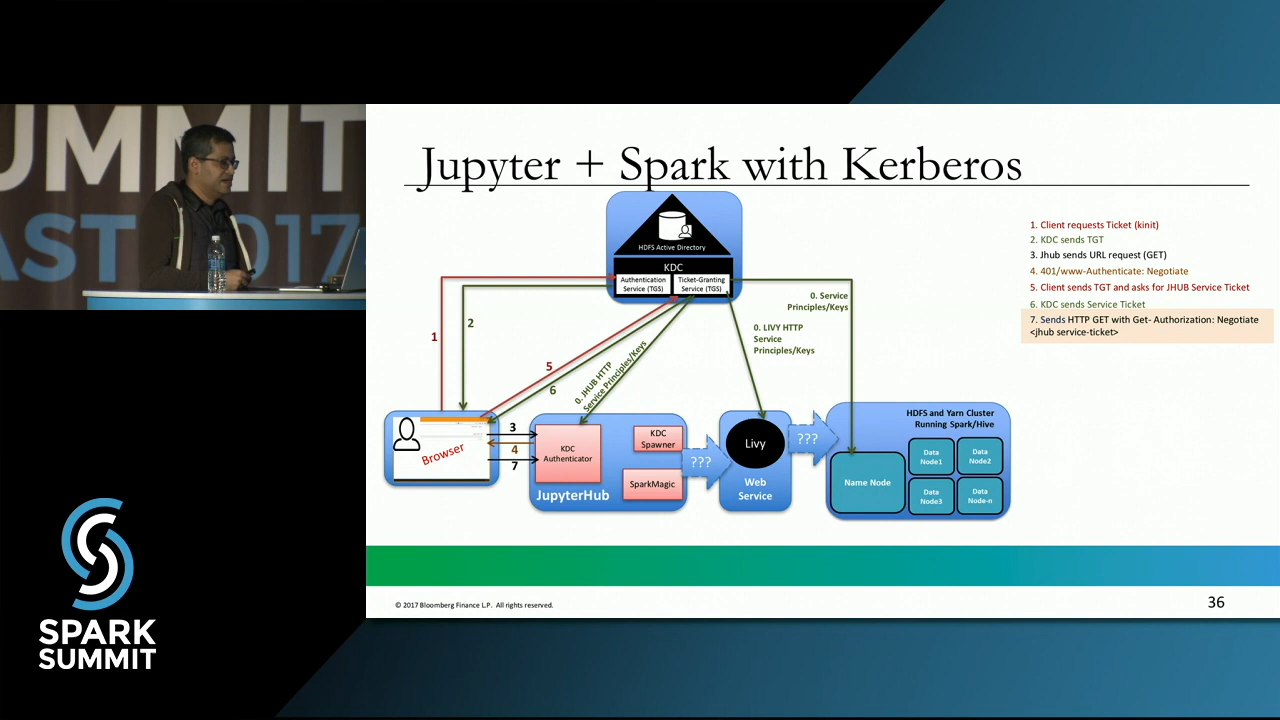 UMMIT
AST 2017
Jupyter + Spark with Kerberos
HDFS Active Directory
KDC
Authentication
Service (TGS)
Ticket-Granting
Service (TGS)
1. Client requests Ticket (kinit)
2. KDC sends TGT
3. Jhub sends URL request (GET)
4. 401/www-Authenticate: Negotiate
5. Client sends TGT and asks for JHUB Service Ticket
6. KDC sends Service Ticket
7. Sends HTTP GET with Get- Authorization: Negotiate
<jhub service-ticket>
1
2
5
6
0. JHUB HTTP
Service Principles/Keys
0. LIVY HTTP
Service
Principles/Keys
0. Service
Principles/Keys
Browser
3
4
7
KDC
Authenticator
KDC
Spawner
SparkMagic
JupyterHub
???
Livy
Web
Service
???
HDFS and Yarn Cluster
Running Spark/Hive
Name Node
Data
Node1
Data
Node2
Data
Node3
Data
Node-n
© 2017 Bloomberg Finance L.P. All rights reserved.
36
SPARK
SUMMIT